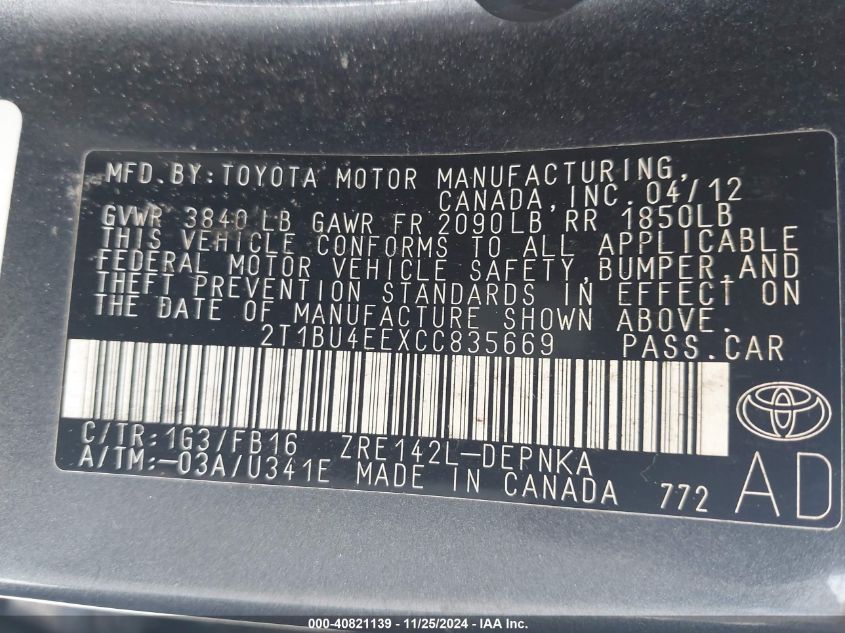 MFD.BY:TOYOTA MOTOR MANUFACTURING,
CANADA,INC.04/12
GVWR 3840LB GAWR FR 2090LB RR 1850LB
THIS VEHICLE CONFORMS TO ALL APPLICABLE
FEDERAL MOTOR VEHICLE SAFETY,BUMPER,AND
THEFT PREVENTION STANDARDS IN EFFECT ON
THE DATE OF MANUFACTURE SHOWN ABOVE.
2T1BU4EEXCC835669 PASS.CAR
C/TR:1G3/FB16 ZRE142L-DEPNKA
A/TM:-03A/U341E MADE IN CANADA 772
AD
000-40821139 - 11/25/2024 - IAAI Inc.